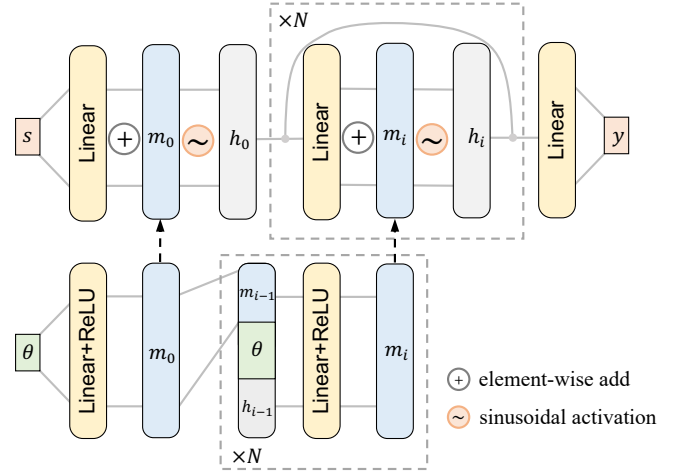 ×N
s
Linear
+
m₀
~
h₀
Linear
+
mᵢ
~
hᵢ
Linear
y
θ
Linear+ReLU
m₀
mᵢ₋₁
θ
hᵢ₋₁
Linear+ReLU
mᵢ
×N
+ element-wise add
~ sinusoidal activation